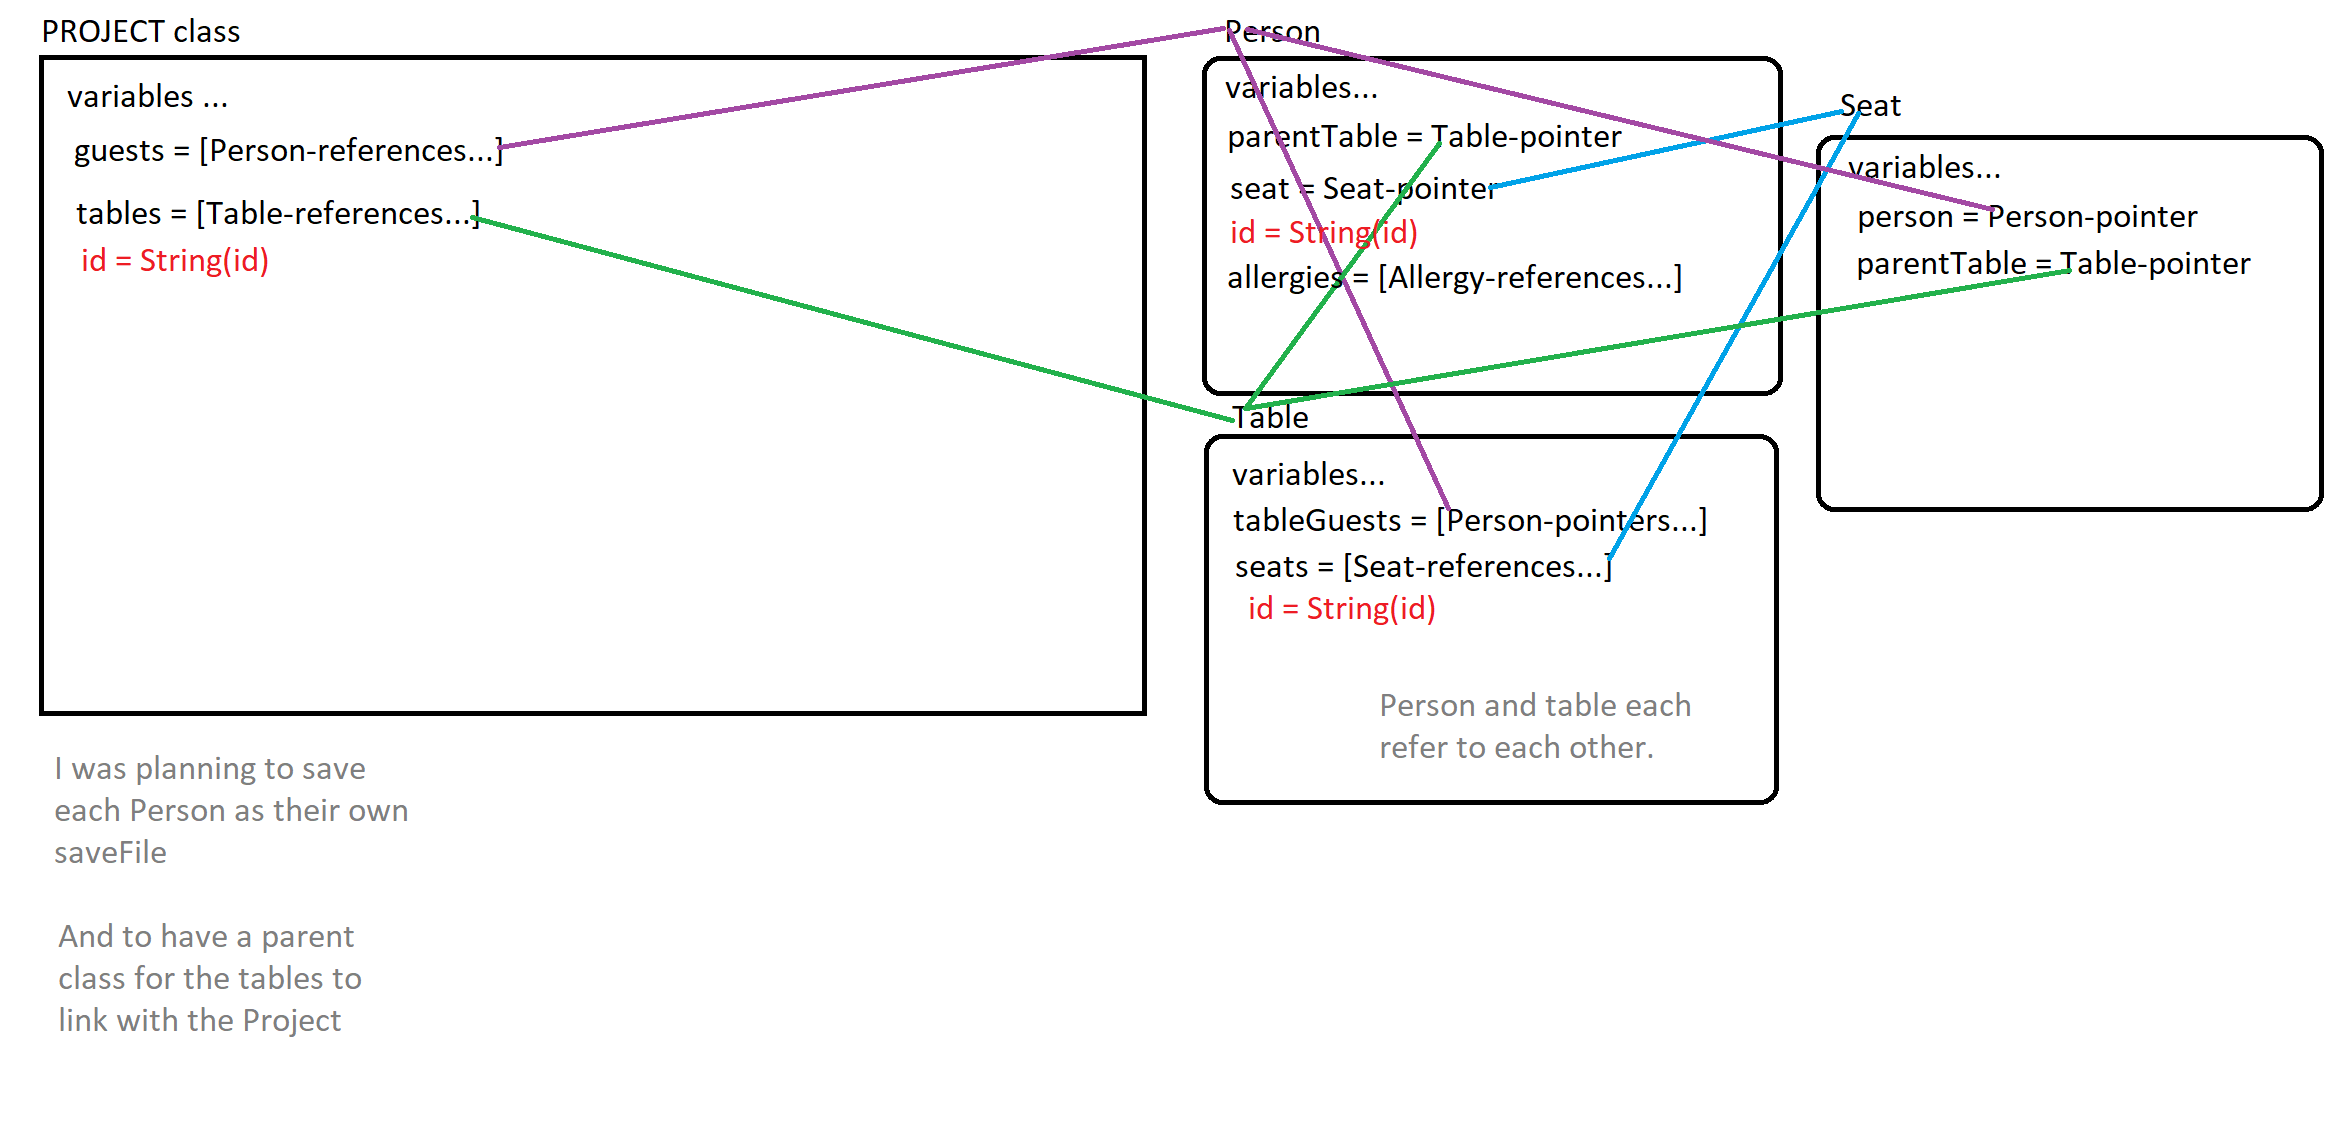 PROJECT class
variables ...
guests = [Person-references...]
tables = [Table-references...]
id = String(id)
Person
variables...
parentTable = Table-pointer
seat = Seat-pointer
id = String(id)
allergies = [Allergy-references...]
Seat
variables...
person = Person-pointer
parentTable = Table-pointer
Table
variables...
tableGuests = [Person-pointers...]
seats = [Seat-references...]
id = String(id)
Person and table each
refer to each other.
I was planning to save
each Person as their own
saveFile
And to have a parent
class for the tables to
link with the Project